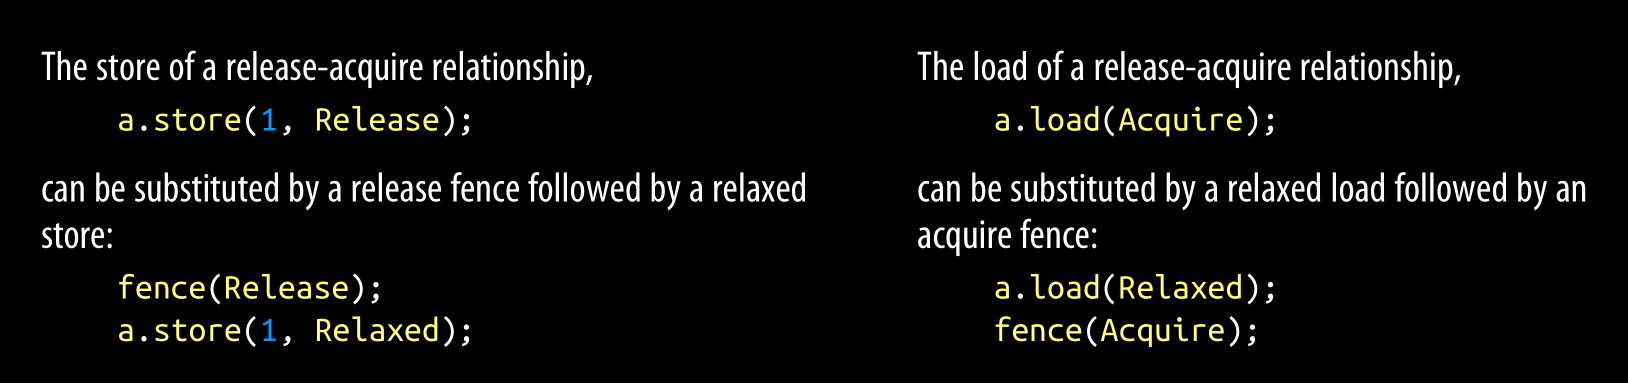 The store of a release-acquire relationship,
a.store(1, Release);
can be substituted by a release fence followed by a relaxed
store:
fence(Release);
a.store(1, Relaxed);
The load of a release-acquire relationship,
a.load(Acquire);
can be substituted by a relaxed load followed by an
acquire fence:
a.load(Relaxed);
fence(Acquire);